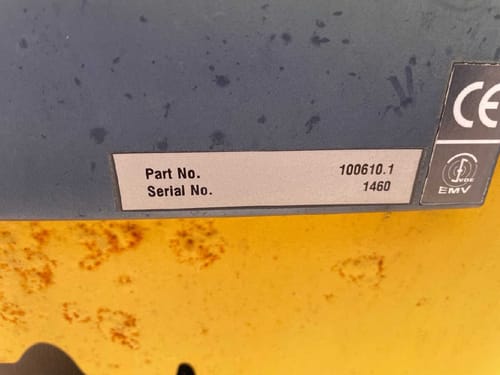 Part No. 100610.1
Serial No. 1460
CE
VDE
EMV